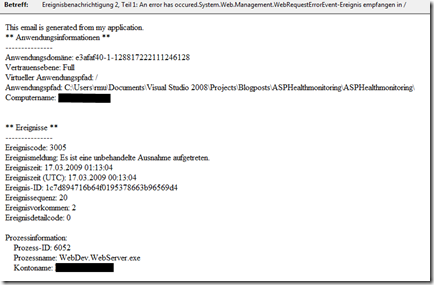 Betreff: Ereignisbenachrichtigung 2, Teil 1: An error has occured.System.Web.Management.WebRequestErrorEvent-Ereignis empfangen in /
This email is generated from my application.
** Anwendungsinformationen **
---------------
Anwendungsdomäne: e3afaf40-1-128817222111246128
Vertrauensebene: Full
Virtueller Anwendungspfad: /
Anwendungspfad: C:\Users\rmu\Documents\Visual Studio 2008\Projects\Blogposts\ASPHealthmonitoring\ASPHealthmonitoring\
Computername:
** Ereignisse **
---------------
Ereigniscode: 3005
Ereignismeldung: Es ist eine unbehandelte Ausnahme aufgetreten.
Ereigniszeit: 17.03.2009 01:13:04
Ereigniszeit (UTC): 17.03.2009 00:13:04
Ereignis-ID: 1c7d894716b64f0195378663b96569d4
Ereignissequenz: 20
Ereignisvorkommen: 2
Ereignisdetailcode: 0
Prozessinformation:
Prozess-ID: 6052
Prozessname: WebDev.WebServer.exe
Kontoname: